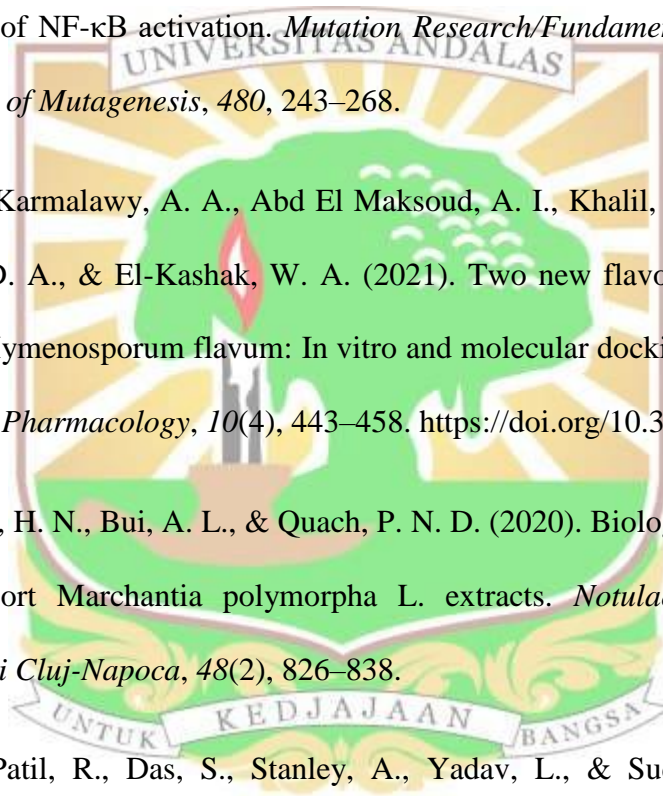 of NF-κB activation. Mutation Research/Fundamen
UNIVERSITAS ANDALAS
of Mutagenesis, 480, 243–268.
Karmalawy, A. A., Abd El Maksoud, A. I., Khalil,
D. A., & El-Kashak, W. A. (2021). Two new flavo
ymenosporum flavum: In vitro and molecular docki
Pharmacology, 10(4), 443–458. https://doi.org/10.3
, H. N., Bui, A. L., & Quach, P. N. D. (2020). Biolog
ort Marchantia polymorpha L. extracts. Notulae
i Cluj-Napoca, 48(2), 826–838.
UNTUK KEDJAJAAN BANGSA
Patil, R., Das, S., Stanley, A., Yadav, L., & Su